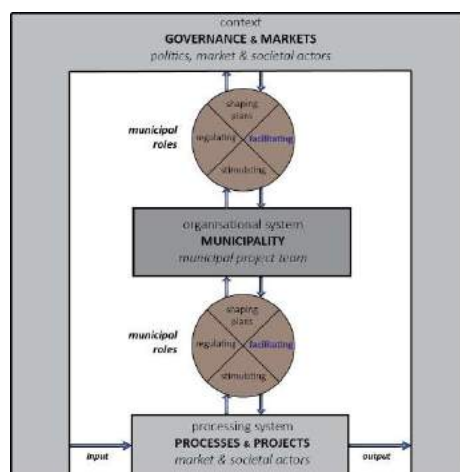 context
GOVERNANCE & MARKETS
politics, market & societal actors
shaping
plans
municipal
roles
regulating
facilitating
stimulating
organisational system
MUNICIPALITY
municipal project team
shaping
plans
municipal
roles
regulating
facilitating
stimulating
processing system
PROCESSES & PROJECTS
market & societal actors
input
output